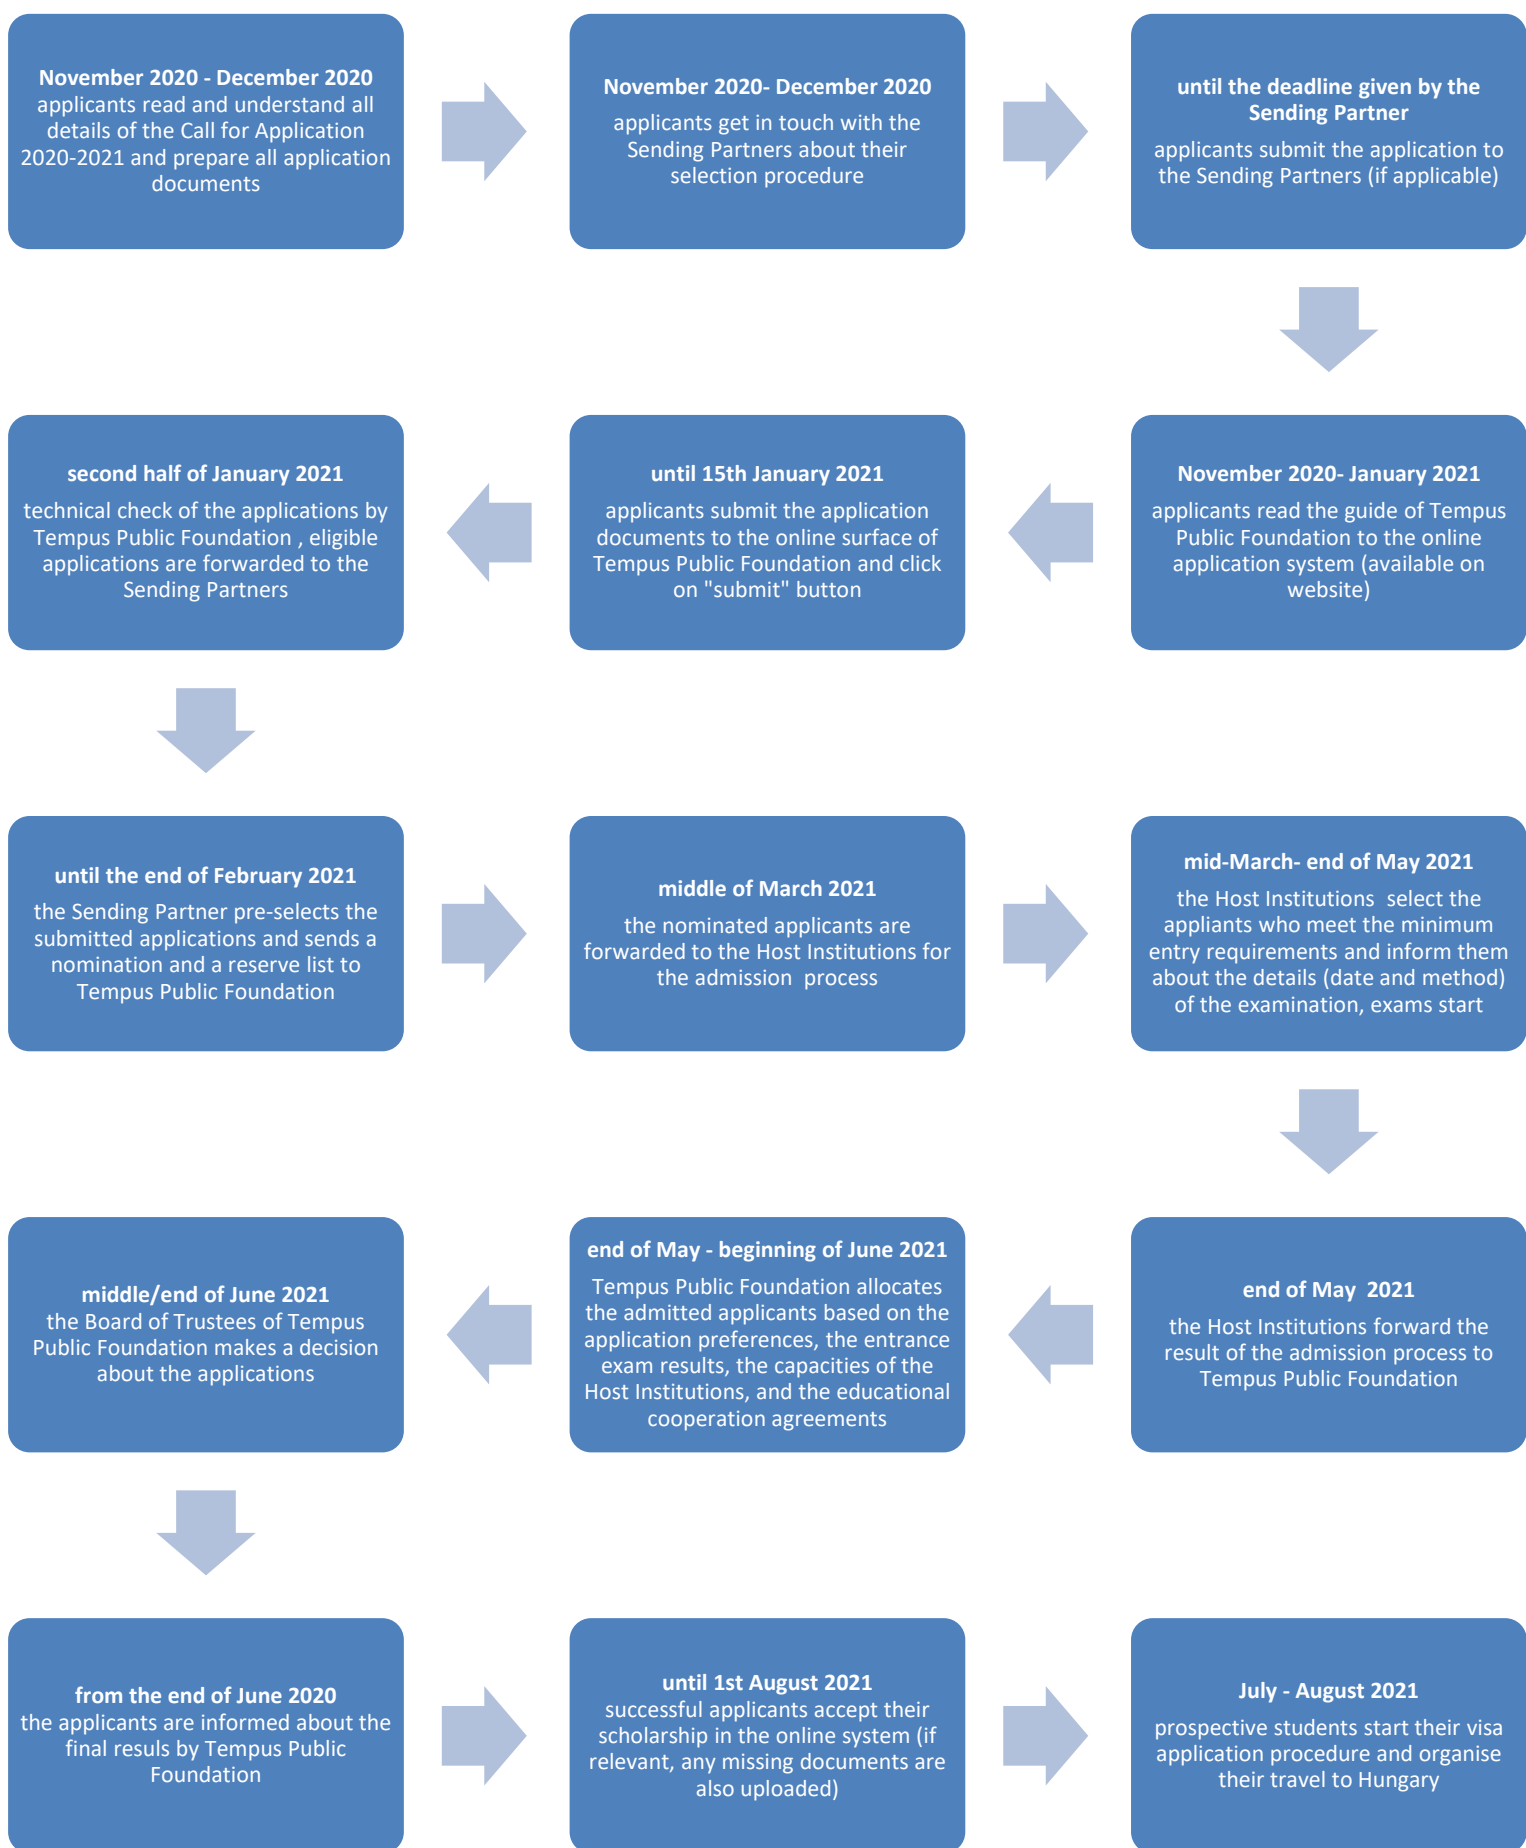 November 2020 - December 2020
applicants read and understand all
details of the Call for Application
2020-2021 and prepare all application
documents
November 2020- December 2020
applicants get in touch with the
Sending Partners about their
selection procedure
until the deadline given by the
Sending Partner
applicants submit the application to
the Sending Partners (if applicable)
November 2020- January 2021
applicants read the guide of Tempus
Public Foundation to the online
application system (available on
website)
until 15th January 2021
applicants submit the application
documents to the online surface of
Tempus Public Foundation and click
on "submit" button
second half of January 2021
technical check of the applications by
Tempus Public Foundation , eligible
applications are forwarded to the
Sending Partners
until the end of February 2021
the Sending Partner pre-selects the
submitted applications and sends a
nomination and a reserve list to
Tempus Public Foundation
middle of March 2021
the nominated applicants are
forwarded to the Host Institutions for
the admission process
mid-March- end of May 2021
the Host Institutions select the
appliants who meet the minimum
entry requirements and inform them
about the details (date and method)
of the examination, exams start
end of May 2021
the Host Institutions forward the
result of the admission process to
Tempus Public Foundation
end of May - beginning of June 2021
Tempus Public Foundation allocates
the admitted applicants based on the
application preferences, the entrance
exam results, the capacities of the
Host Institutions, and the educational
cooperation agreements
middle/end of June 2021
the Board of Trustees of Tempus
Public Foundation makes a decision
about the applications
from the end of June 2020
the applicants are informed about the
final resuls by Tempus Public
Foundation
until 1st August 2021
successful applicants accept their
scholarship in the online system (if
relevant, any missing documents are
also uploaded)
July - August 2021
prospective students start their visa
application procedure and organise
their travel to Hungary